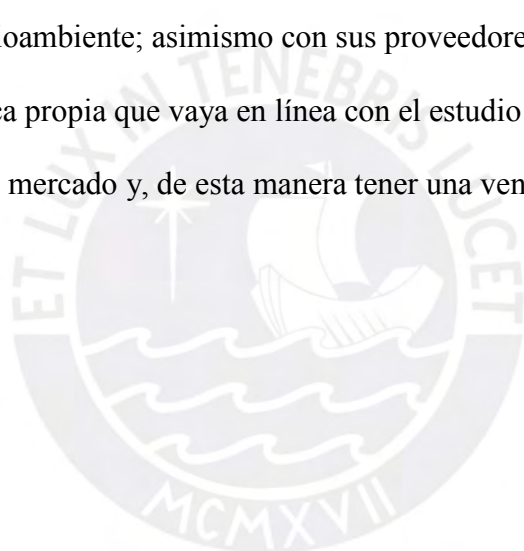 ioambiente; asimismo con sus proveedore
ca propia que vaya en línea con el estudio
mercado y, de esta manera tener una ven
ET LUX IN TENEBRIS LUCET
MCMXVII